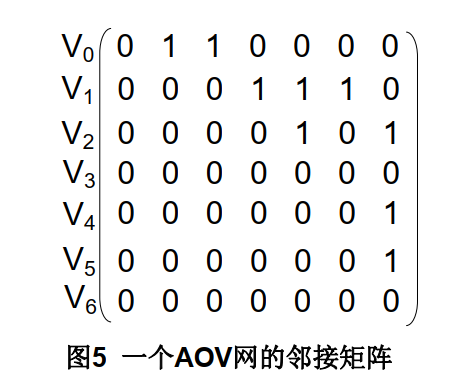 V0 0 1 1 0 0 0 0
V1 0 0 0 1 1 1 0
V2 0 0 0 0 1 0 1
V3 0 0 0 0 0 0 0
V4 0 0 0 0 0 0 1
V5 0 0 0 0 0 0 1
V6 0 0 0 0 0 0 0
图5 一个AOV网的邻接矩阵